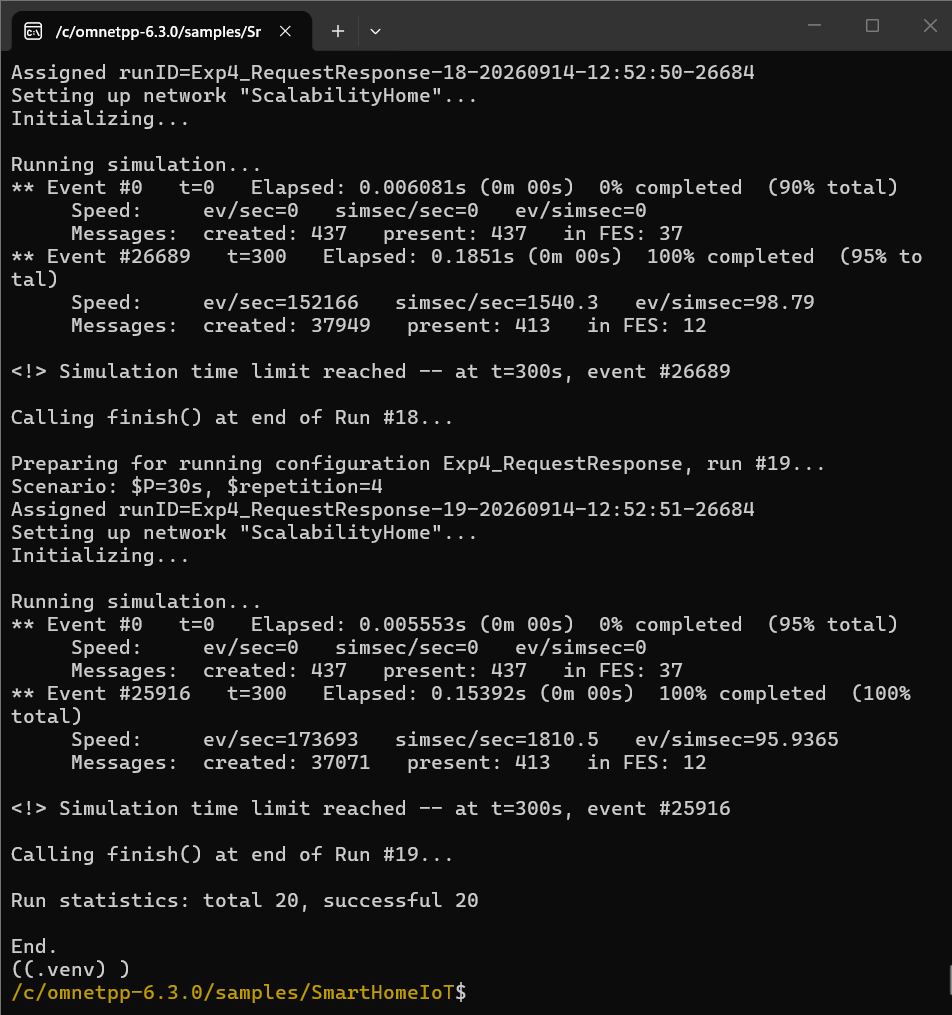 /c/omnetpp-6.3.0/samples/Sr
Assigned runID=Exp4_RequestResponse-18-20260914-12:52:50-26684
Setting up network "ScalabilityHome"...
Initializing...
Running simulation...
** Event #0   t=0   Elapsed: 0.006081s (0m 00s)  0% completed  (90% total)
     Speed:     ev/sec=0   simsec/sec=0   ev/simsec=0
     Messages:  created: 437   present: 437   in FES: 37
** Event #26689   t=300   Elapsed: 0.1851s (0m 00s)  100% completed  (95% to
tal)
     Speed:     ev/sec=152166   simsec/sec=1540.3   ev/simsec=98.79
     Messages:  created: 37949   present: 413   in FES: 12
<!> Simulation time limit reached -- at t=300s, event #26689
Calling finish() at end of Run #18...
Preparing for running configuration Exp4_RequestResponse, run #19...
Scenario: $P=30s, $repetition=4
Assigned runID=Exp4_RequestResponse-19-20260914-12:52:51-26684
Setting up network "ScalabilityHome"...
Initializing...
Running simulation...
** Event #0   t=0   Elapsed: 0.005553s (0m 00s)  0% completed  (95% total)
     Speed:     ev/sec=0   simsec/sec=0   ev/simsec=0
     Messages:  created: 437   present: 437   in FES: 37
** Event #25916   t=300   Elapsed: 0.15392s (0m 00s)  100% completed  (100%
total)
     Speed:     ev/sec=173693   simsec/sec=1810.5   ev/simsec=95.9365
     Messages:  created: 37071   present: 413   in FES: 12
<!> Simulation time limit reached -- at t=300s, event #25916
Calling finish() at end of Run #19...
Run statistics: total 20, successful 20
End.
((.venv) )
/c/omnetpp-6.3.0/samples/SmartHomeIoT$